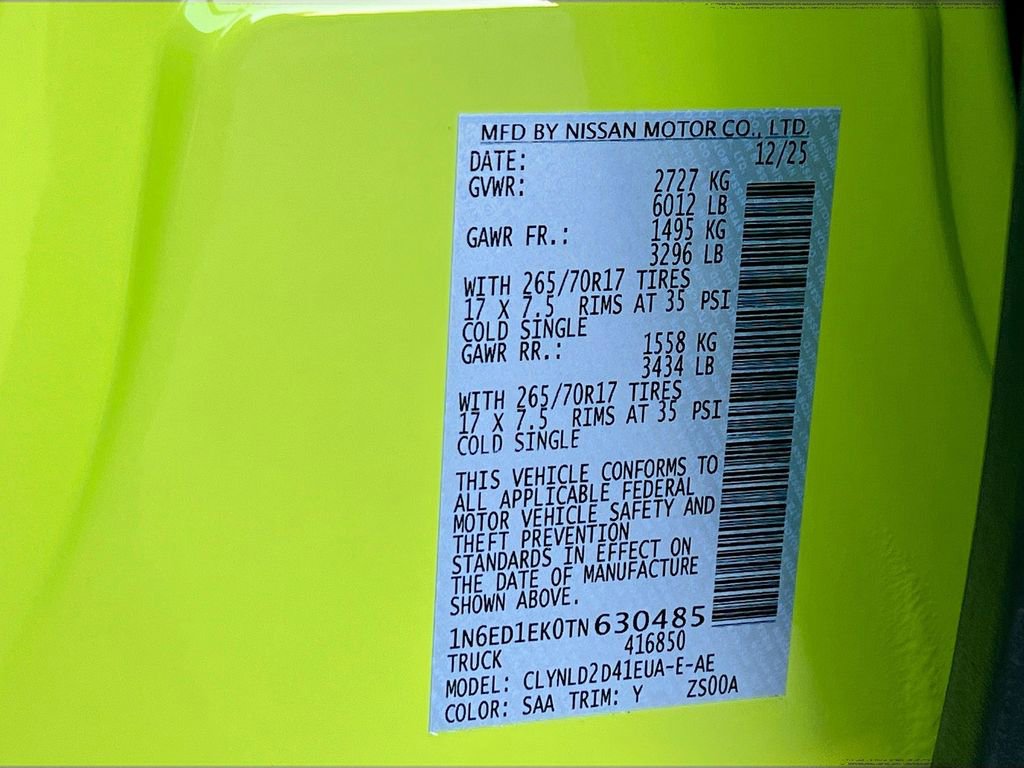 MFD BY NISSAN MOTOR CO., LTD.
DATE: 12/25
GVWR: 2727 KG
6012 LB
GAWR FR.: 1495 KG
3296 LB
WITH 265/70R17 TIRES
17 X 7.5 RIMS AT 35 PSI
COLD SINGLE
GAWR RR.: 1558 KG
3434 LB
WITH 265/70R17 TIRES
17 X 7.5 RIMS AT 35 PSI
COLD SINGLE
THIS VEHICLE CONFORMS TO
ALL APPLICABLE FEDERAL
MOTOR VEHICLE SAFETY AND
THEFT PREVENTION
STANDARDS IN EFFECT ON
THE DATE OF MANUFACTURE
SHOWN ABOVE.
1N6ED1EK0TN630485
TRUCK 416850
MODEL: CLYNLD2D41EUA-E-AE
COLOR: SAA TRIM: Y ZS00A